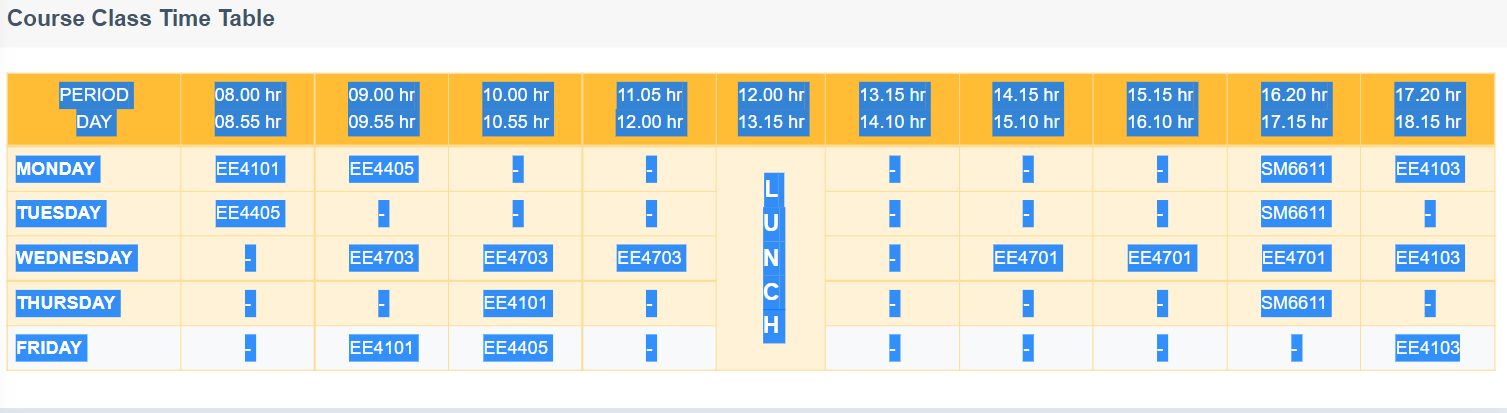 Course Class Time Table
PERIOD DAY 08.00 hr 08.55 hr 09.00 hr 09.55 hr 10.00 hr 10.55 hr 11.05 hr 12.00 hr 12.00 hr 13.15 hr 13.15 hr 14.10 hr 14.15 hr 15.10 hr 15.15 hr 16.10 hr 16.20 hr 17.15 hr 17.20 hr 18.15 hr
MONDAY EE4101 EE4405 - - L U N C H - - - SM6611 EE4103
TUESDAY EE4405 - - - - - - SM6611 -
WEDNESDAY - EE4703 EE4703 EE4703 - EE4701 EE4701 EE4701 EE4103
THURSDAY - - EE4101 - - - - SM6611 -
FRIDAY - EE4101 EE4405 - - - - - EE4103